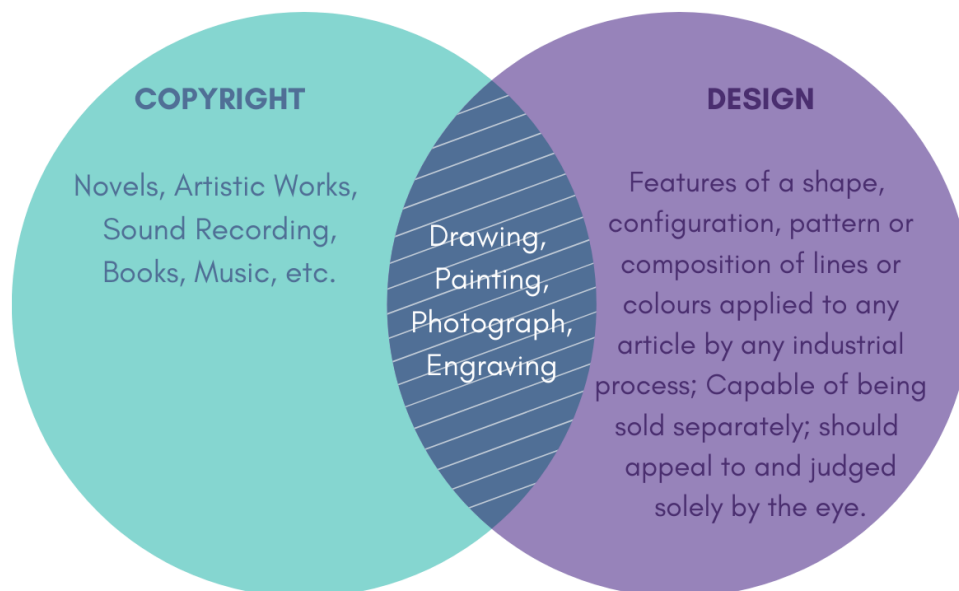 COPYRIGHT
Novels, Artistic Works,
Sound Recording,
Books, Music, etc.
Drawing,
Painting,
Photograph,
Engraving
DESIGN
Features of a shape,
configuration, pattern or
composition of lines or
colours applied to any
article by any industrial
process; Capable of being
sold separately; should
appeal to and judged
solely by the eye.